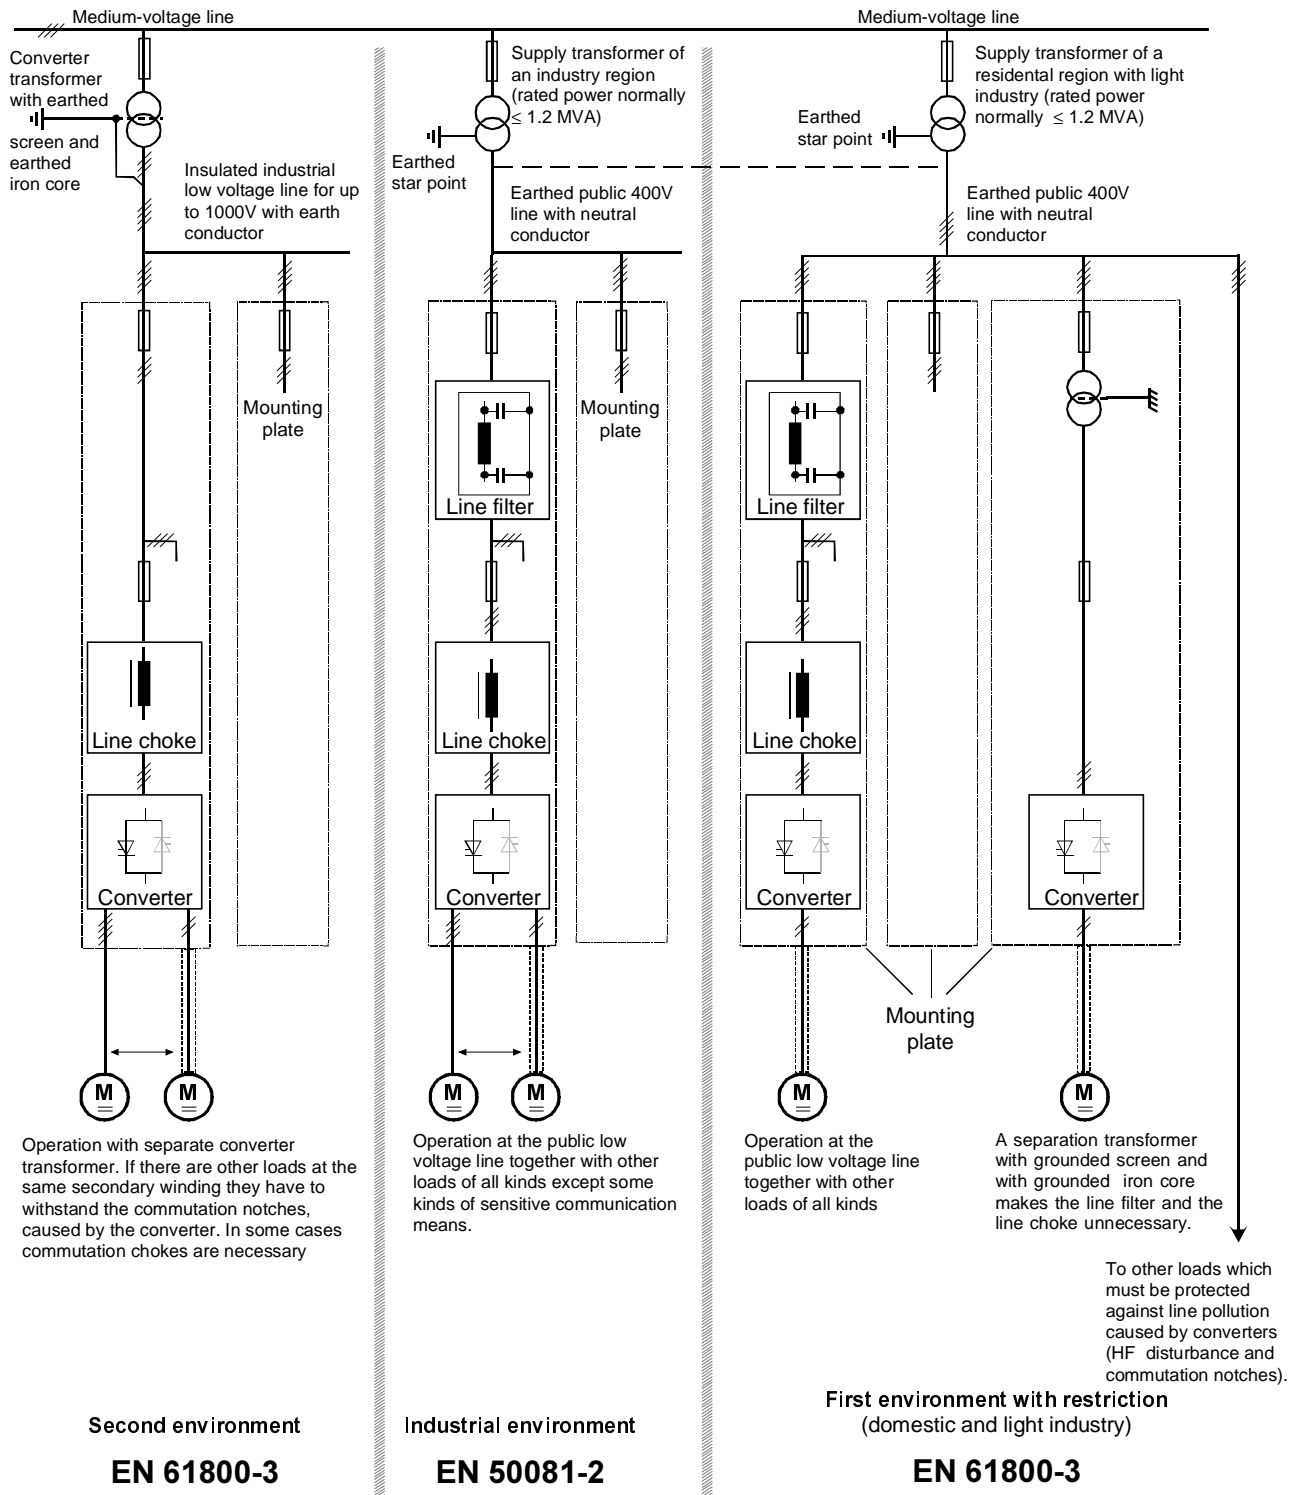 Medium-voltage line
Medium-voltage line
Converter
transformer
with earthed
screen and
earthed
iron core
Insulated industrial
low voltage line for up
to 1000V with earth
conductor
Mounting
plate
Line choke
Converter
M
M
Operation with separate converter
transformer. If there are other loads at the
same secondary winding they have to
withstand the commutation notches,
caused by the converter. In some cases
commutation chokes are necessary
Second environment
EN 61800-3
Supply transformer of
an industry region
(rated power normally
≤ 1.2 MVA)
Earthed
star point
Earthed public 400V
line with neutral
conductor
Mounting
plate
Line filter
Line choke
Converter
M
M
Operation at the public low
voltage line together with other
loads of all kinds except some
kinds of sensitive communication
means.
Industrial environment
EN 50081-2
Supply transformer of a
residental region with light
industry (rated power
normally ≤ 1.2 MVA)
Earthed
star point
Earthed public 400V
line with neutral
conductor
Line filter
Line choke
Converter
Converter
Mounting
plate
M
M
Operation at the
public low voltage line
together with other
loads of all kinds
A separation transformer
with grounded screen and
with grounded iron core
makes the line filter and the
line choke unnecessary.
To other loads which
must be protected
against line pollution
caused by converters
(HF disturbance and
commutation notches).
First environment with restriction
(domestic and light industry)
EN 61800-3